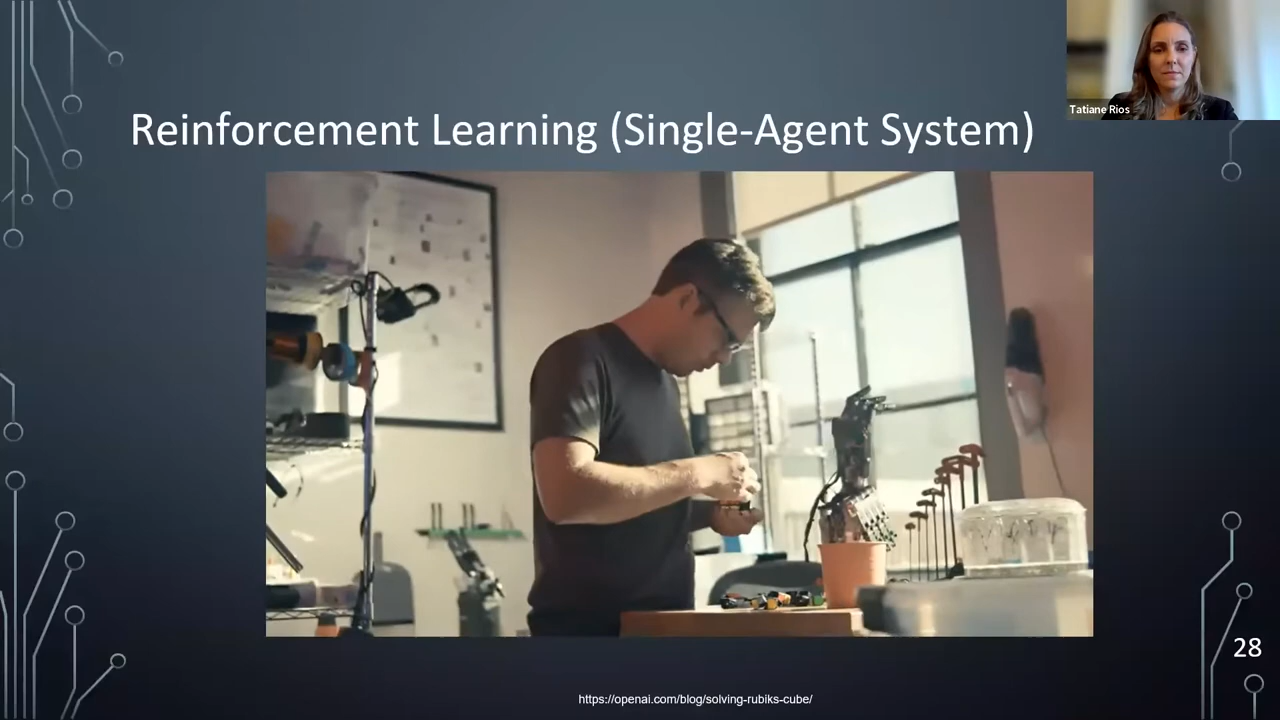 Tatiane Rios
Reinforcement Learning (Single-Agent System)
28
https://openai.com/blog/solving-rubiks-cube/